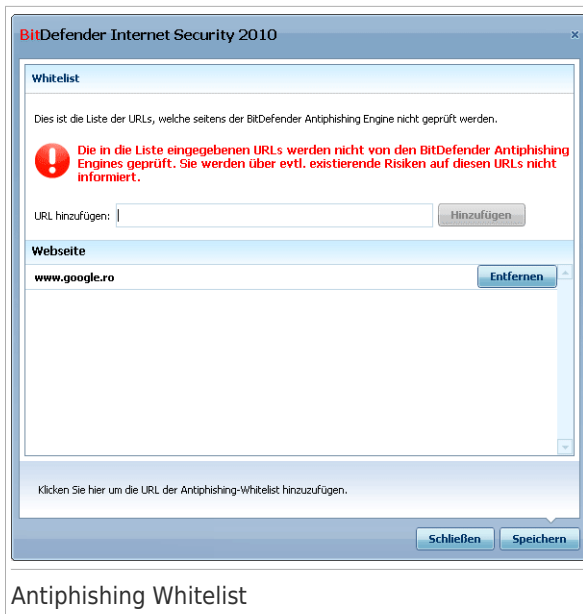 BitDefender Internet Security 2010
Whitelist
Dies ist die Liste der URLs, welche seitens der BitDefender Antiphishing Engine nicht geprüft werden.
Die in die Liste eingegebenen URLs werden nicht von den BitDefender Antiphishing
Engines geprüft. Sie werden über evtl. existierende Risiken auf diesen URLs nicht
informiert.
URL hinzufügen:
Hinzufügen
Webseite
www.google.ro
Entfernen
Klicken Sie hier um die URL der Antiphishing-Whitelist hinzuzufügen.
Schließen
Speichern
Antiphishing Whitelist